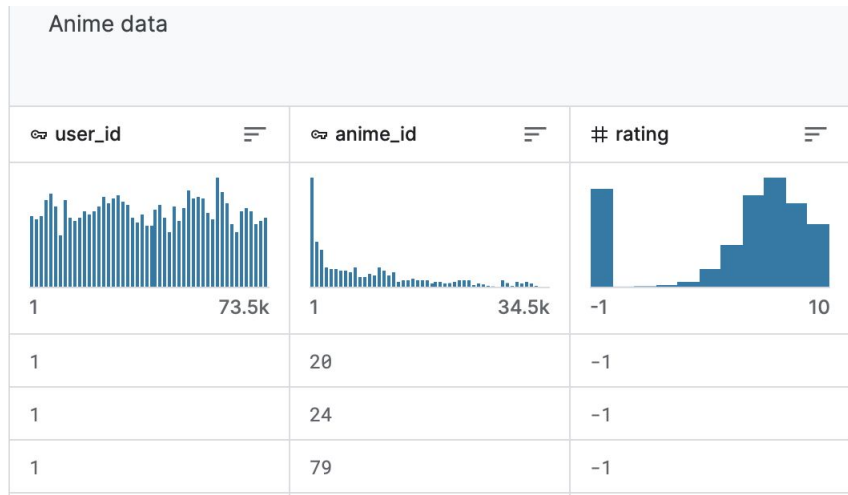 Anime data
user_id anime_id # rating
1 73.5k 1 34.5k -1 10
1 20 -1
1 24 -1
1 79 -1